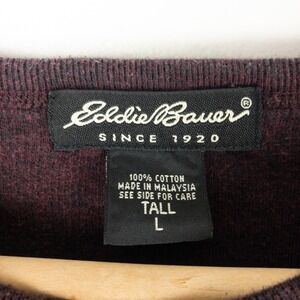 Eddie Bauer®
SINCE 1920
100% COTTON
MADE IN MALAYSIA
SEE SIDE FOR CARE
TALL
L